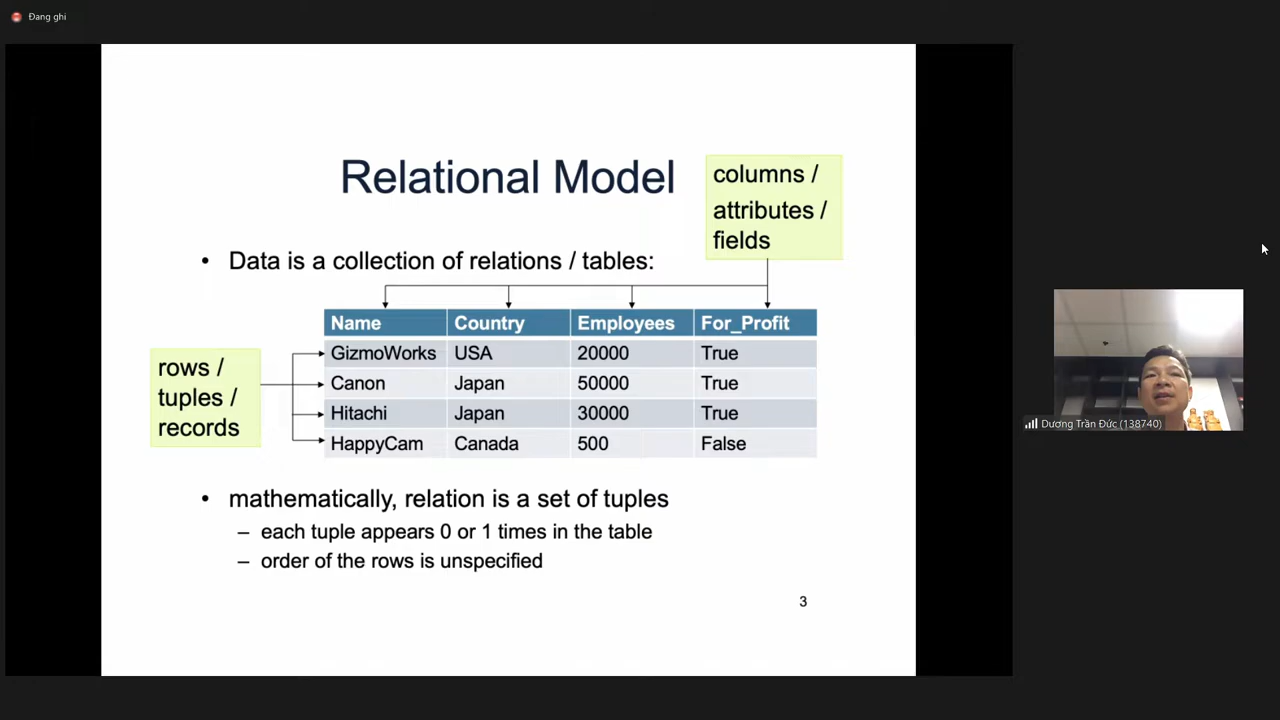 Đang ghi
Relational Model
columns /
attributes /
fields
• Data is a collection of relations / tables:
Name Country Employees For_Profit
GizmoWorks USA 20000 True
Canon Japan 50000 True
Hitachi Japan 30000 True
HappyCam Canada 500 False
rows /
tuples /
records
• mathematically, relation is a set of tuples
– each tuple appears 0 or 1 times in the table
– order of the rows is unspecified
3
Dương Trần Đức (138740)